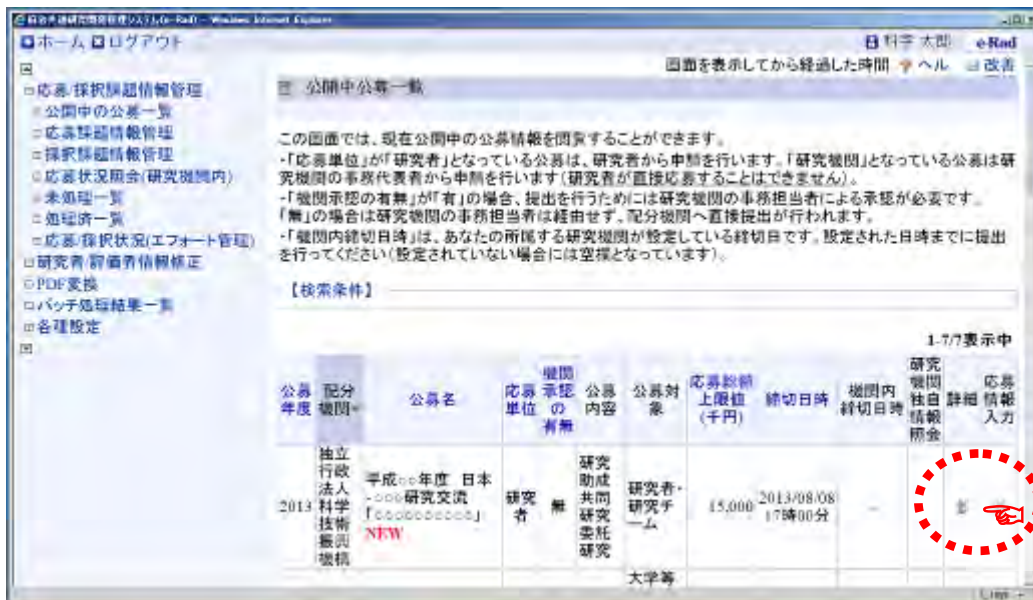 府省共通研究開発管理システム(e-Rad) - Windows Internet Explorer
ホーム ログアウト
科学 太郎 e-Rad
画面を表示してから経過した時間 ヘル 改善
応募/採択課題情報管理
公開中の公募一覧
応募課題情報管理
採択課題情報管理
応募状況照会(研究機関内)
未処理一覧
処理済一覧
応募/採択状況(エフォート管理)
研究者/評価者情報修正
PDF変換
バッチ処理結果一覧
各種設定
公開中公募一覧
この画面では、現在公開中の公募情報を閲覧することができます。
・「応募単位」が「研究者」となっている公募は、研究者から申請を行います。「研究機関」となっている公募は研
究機関の事務代表者から申請を行います(研究者が直接応募することはできません)。
・「機関承認の有無」が「有」の場合、提出を行うためには研究機関の事務担当者による承認が必要です。
「無」の場合は研究機関の事務担当者は経由せず、配分機関へ直接提出が行われます。
・「機関内締切日時」は、あなたの所属する研究機関が設定している締切日です。設定された日時までに提出
を行ってください(設定されていない場合には空欄となっています)。
【検索条件】
1-7/7表示中
公募年度 配分機関 公募名 応募単位 機関承認の有無 公募内容 公募対象 応募総額上限値(千円) 締切日時 機関内締切日時 研究機関独自情報照会 詳細 応募情報入力
2013 独立行政法人科学技術振興機構 平成○○年度 日本-○○○研究交流「○○○○○○○○○○」 NEW 研究者 無 研究助成共同研究委託研究 研究者・研究チーム 15,000 2013/08/08 17時00分 -
大学等